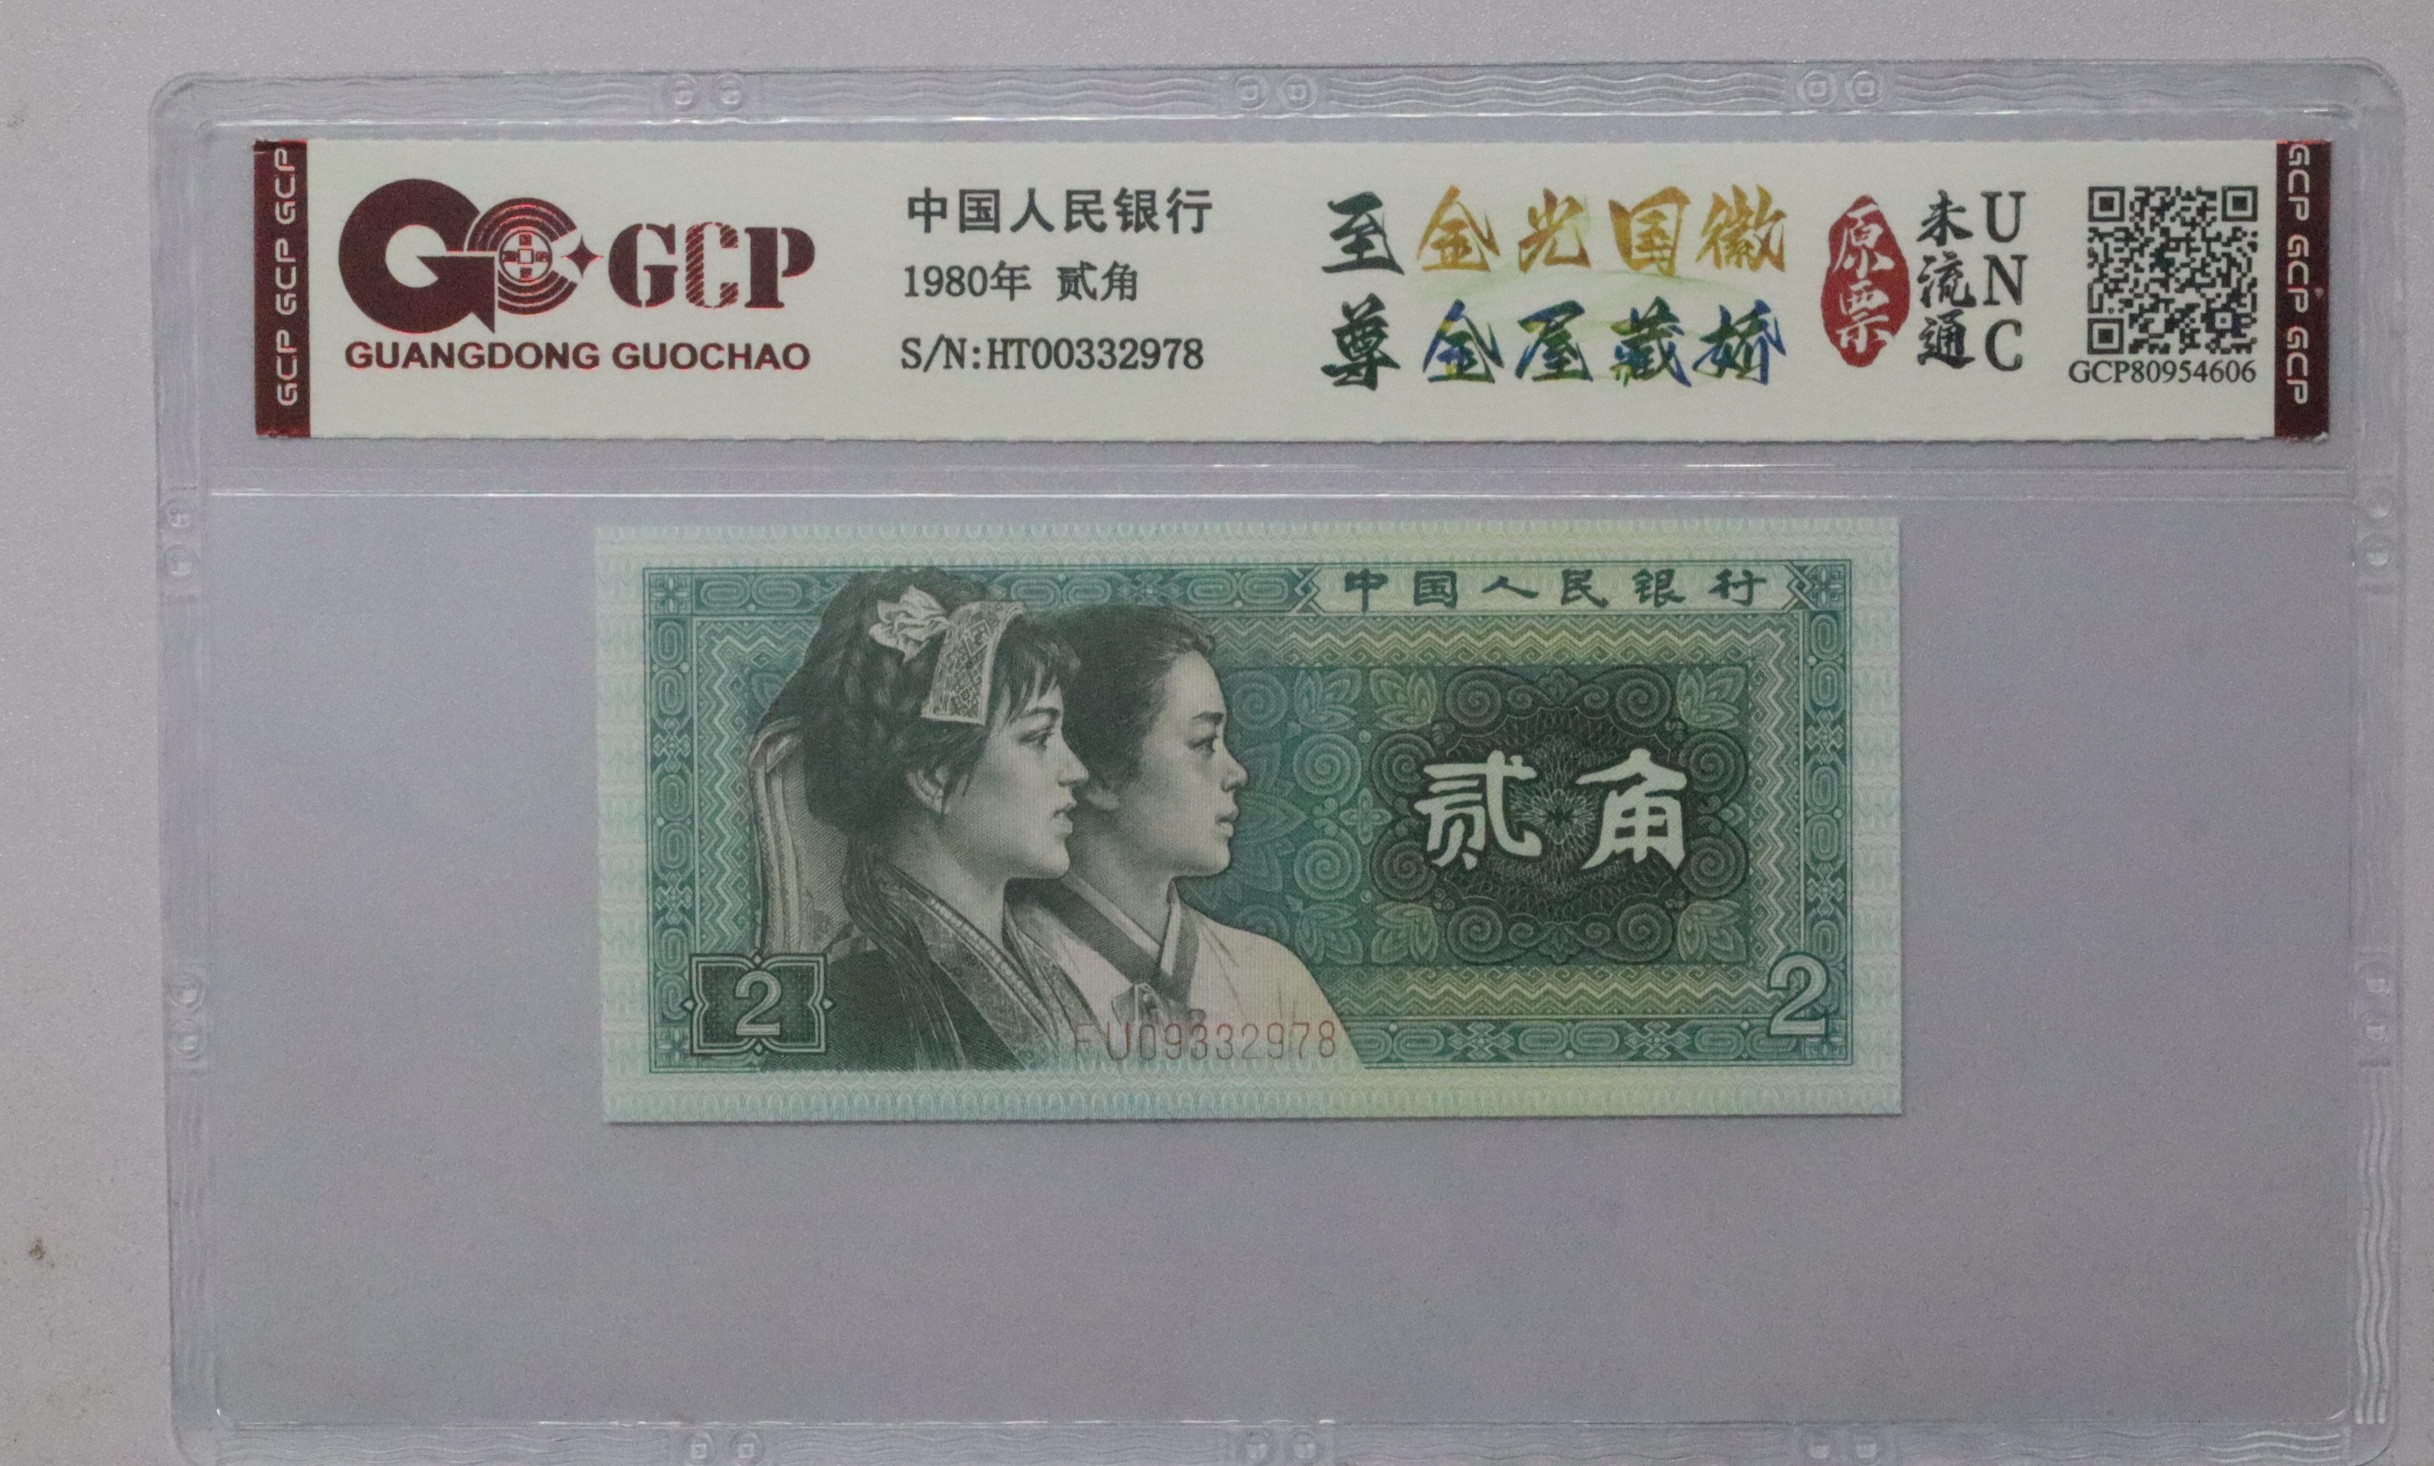 GCP GCP GCP
GCP
GUANGDONG GUOCHAO
中国人民银行
1980年 贰角
S/N:HT00332978
至尊
金光国徽
金屋藏娇
原票
未流通
UNC
GCP80954606
GCP GCP GCP
中国人民银行
贰角
2
FU09332978
2